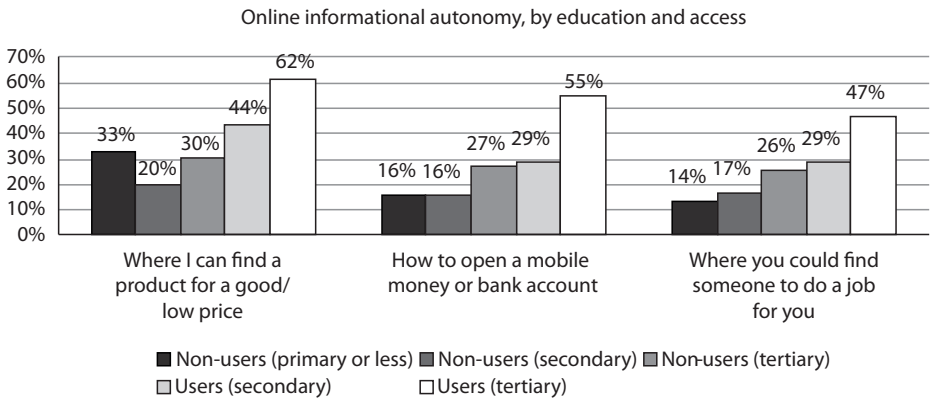 Online informational autonomy, by education and access
70%
60%
50%
40%
30%
20%
10%
0%
33%
20%
30%
44%
62%
16%
16%
27%
29%
55%
14%
17%
26%
29%
47%
Where I can find a
product for a good/
low price
How to open a mobile
money or bank account
Where you could find
someone to do a job
for you
Non-users (primary or less) Non-users (secondary) Non-users (tertiary)
Users (secondary) Users (tertiary)